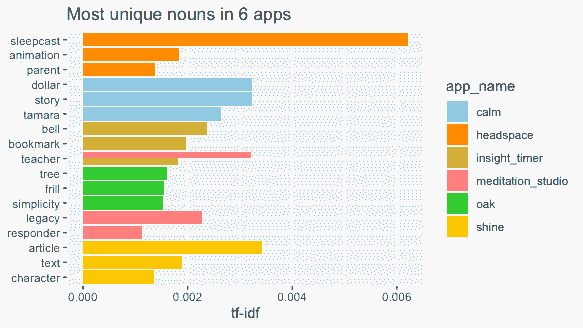 Most unique nouns in 6 apps
sleepcast
animation
parent
dollar
story
tamara
bell
bookmark
teacher
tree
frill
simplicity
legacy
responder
article
text
character
0.000 0.002 0.004 0.006
tf-idf
app_name
calm
headspace
insight_timer
meditation_studio
oak
shine